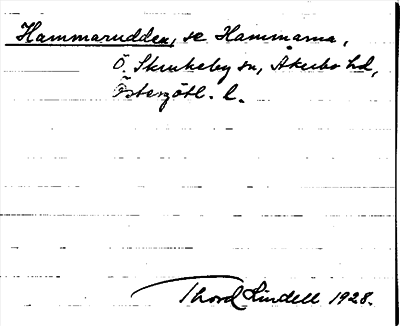 Hammarudden, se Hammarna,
Ö. Skrukeby sn, Åkerbo hd,
Östergötl. l.
Thord Lindell 1928.